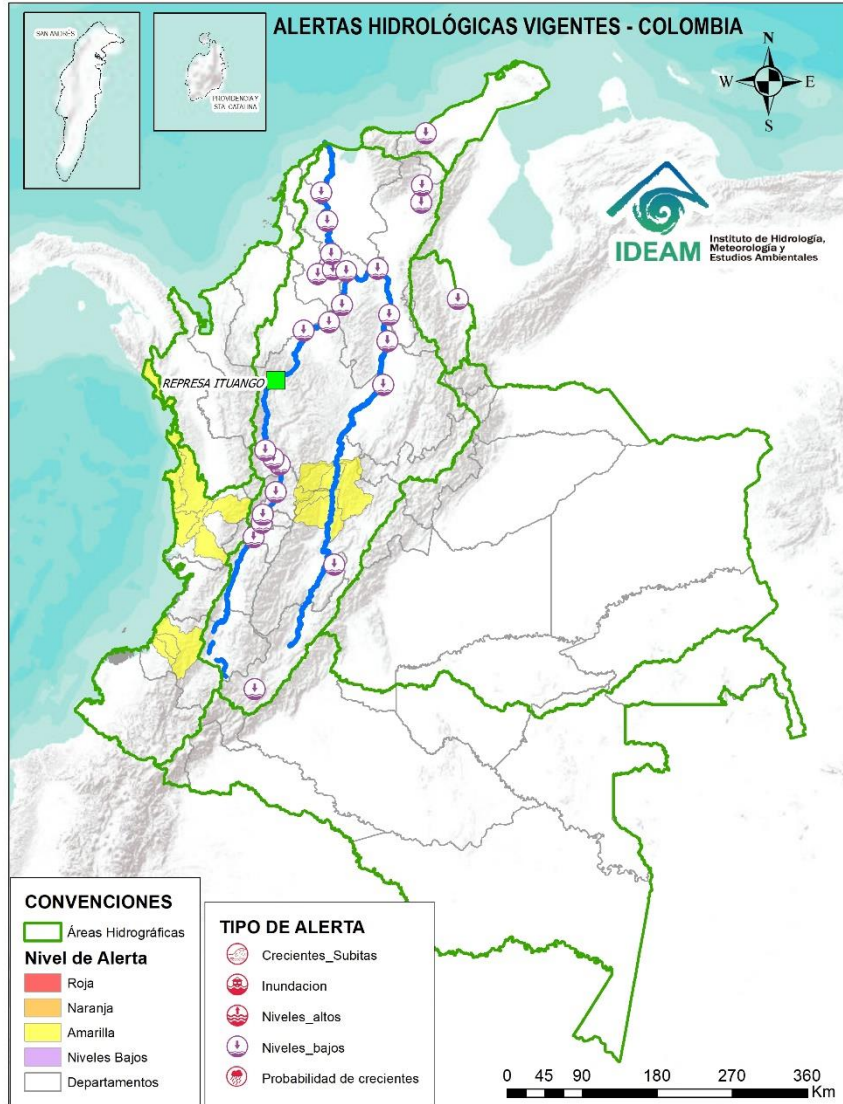 ALERTAS HIDROLÓGICAS VIGENTES - COLOMBIA
SAN ANDRÉS
PROVIDENCIA Y
STA. CATALINA
N
W
E
S
IDEAM
Instituto de Hidrología,
Meteorología y
Estudios Ambientales
REPRESA ITUANGO
CONVENCIONES
Áreas Hidrográficas
Nivel de Alerta
Roja
Naranja
Amarilla
Niveles Bajos
Departamentos
TIPO DE ALERTA
Crecientes_Subitas
Inundacion
Niveles_altos
Niveles_bajos
Probabilidad de crecientes
0 45 90 180 270 360
Km